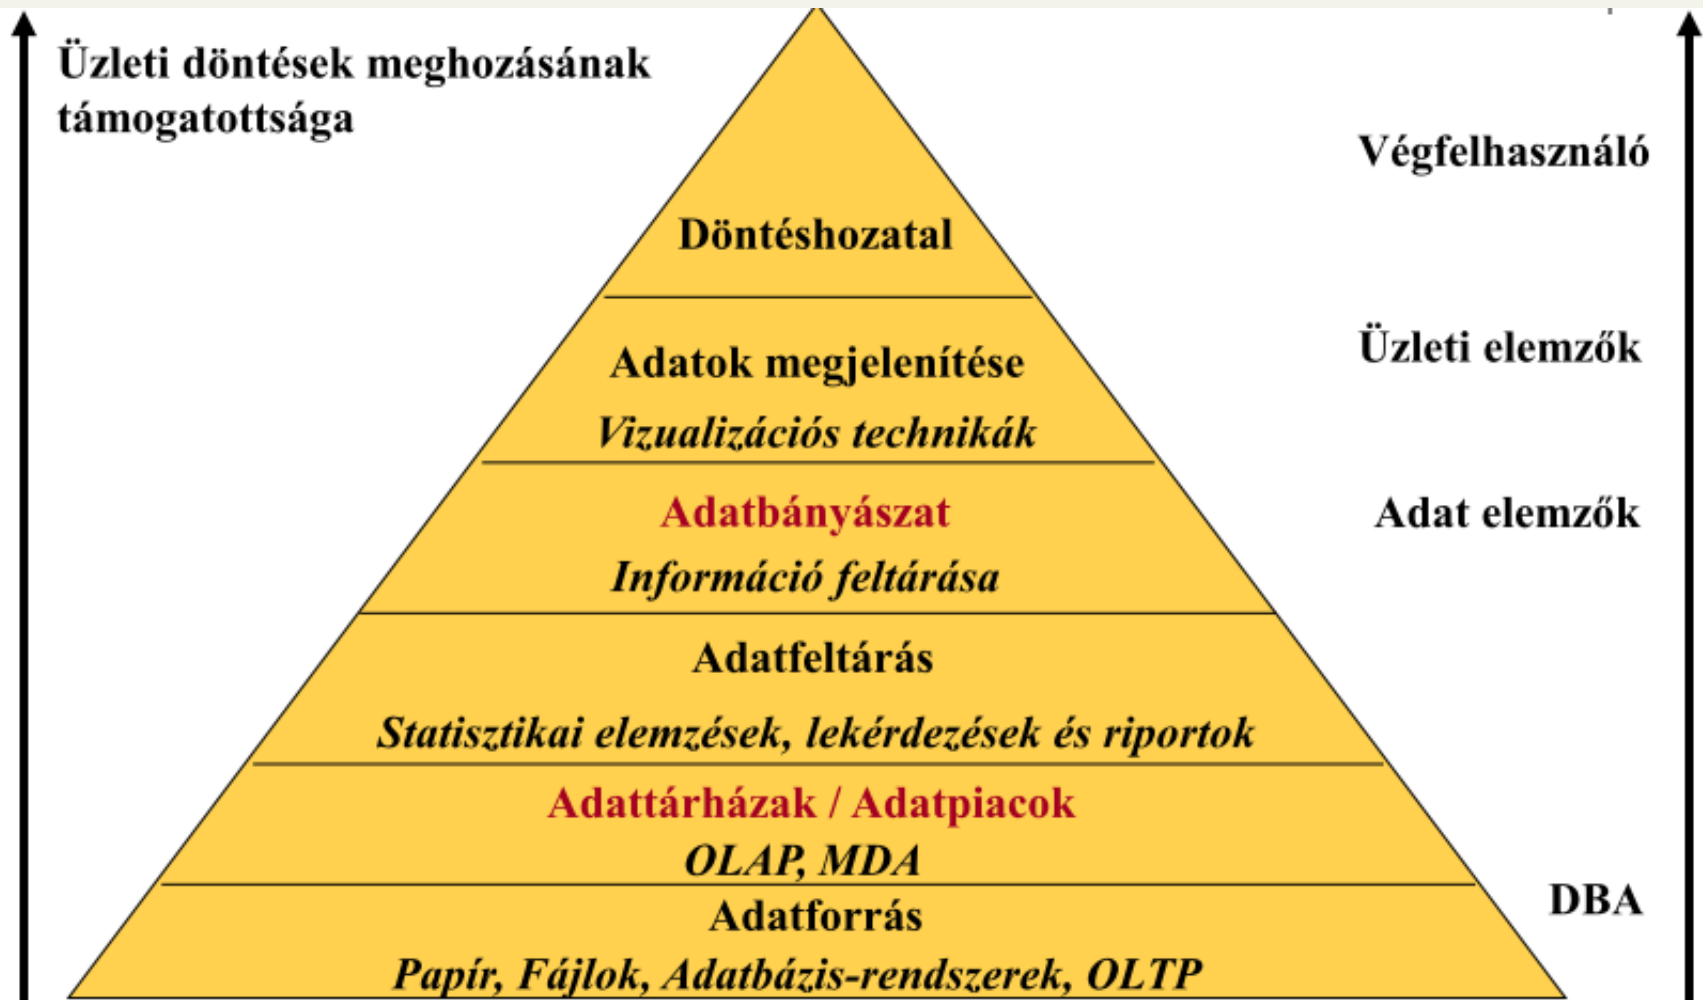 Üzleti döntések meghozásának
támogatottsága
Végfelhasználó
Döntéshozatal
Üzleti elemzők
Adatok megjelenítése
Vizualizációs technikák
Adatbányászat
Adat elemzők
Információ feltárása
Adatfeltárás
Statisztikai elemzések, lekérdezések és riportok
Adattárházak / Adatpiacok
OLAP, MDA
DBA
Adatforrás
Papír, Fájlok, Adatbázis-rendszerek, OLTP